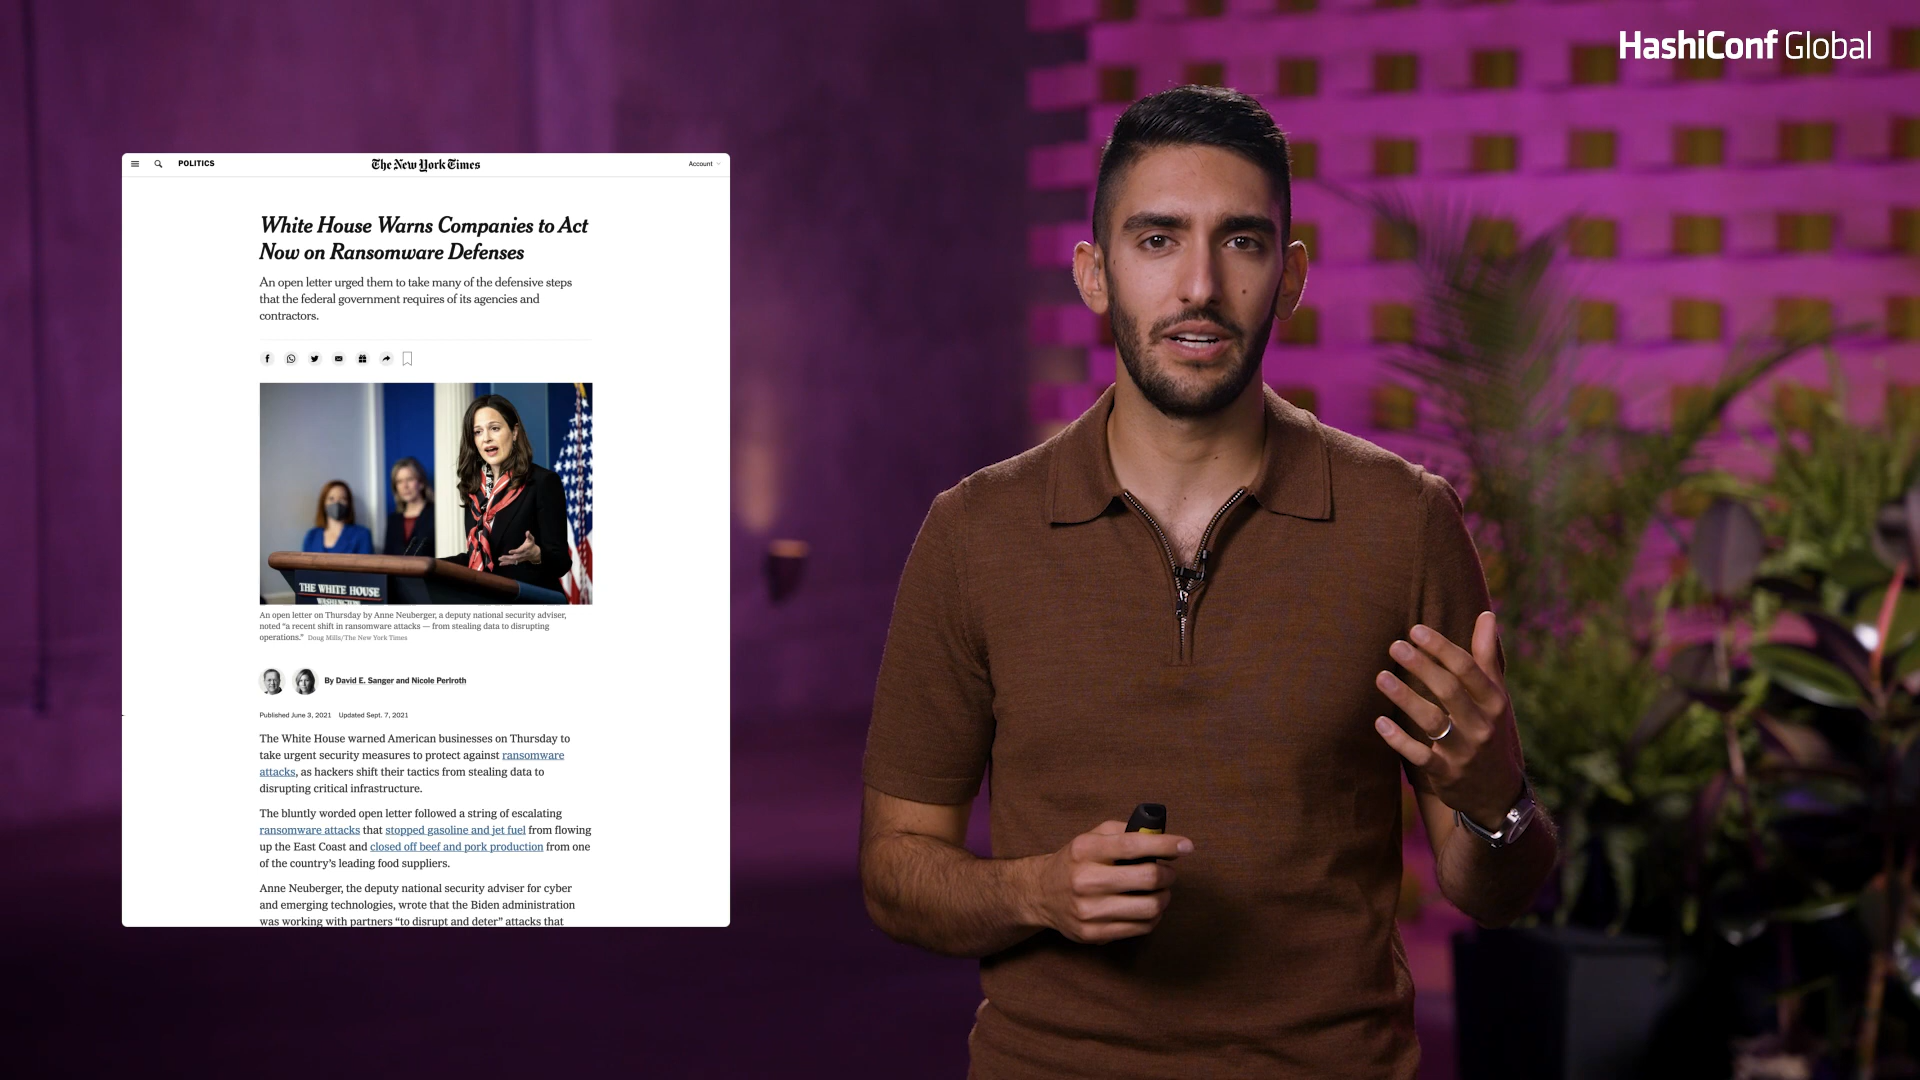 HashiConf Global
POLITICS
The New York Times
Account
White House Warns Companies to Act
Now on Ransomware Defenses
An open letter urged them to take many of the defensive steps
that the federal government requires of its agencies and
contractors.
THE WHITE HOUSE
WASHINGTON
An open letter on Thursday by Anne Neuberger, a deputy national security adviser,
noted “a recent shift in ransomware attacks — from stealing data to disrupting
operations.” Doug Mills/The New York Times
By David E. Sanger and Nicole Perlroth
Published June 3, 2021 Updated Sept. 7, 2021
The White House warned American businesses on Thursday to
take urgent security measures to protect against ransomware
attacks, as hackers shift their tactics from stealing data to
disrupting critical infrastructure.
The bluntly worded open letter followed a string of escalating
ransomware attacks that stopped gasoline and jet fuel from flowing
up the East Coast and closed off beef and pork production from one
of the country’s leading food suppliers.
Anne Neuberger, the deputy national security adviser for cyber
and emerging technologies, wrote that the Biden administration
was working with partners “to disrupt and deter” attacks that